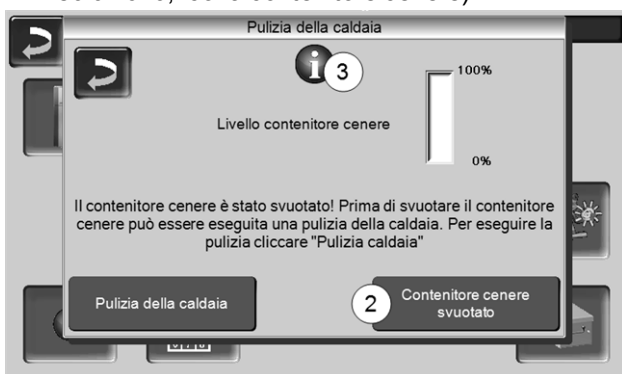 Pulizia della caldaia
3
100%
Livello contenitore cenere
0%
Il contenitore cenere è stato svuotato! Prima di svuotare il contenitore
cenere può essere eseguita una pulizia della caldaia. Per eseguire la
pulizia cliccare "Pulizia caldaia"
Pulizia della caldaia
2
Contenitore cenere
svuotato